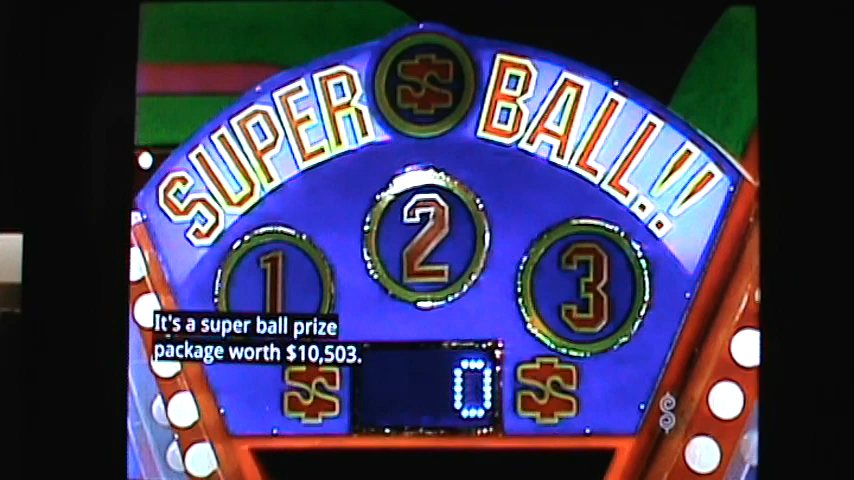 SUPER $ BALL!!
1 2 3
It's a super ball prize
package worth $10,503.
$ 0 $
$